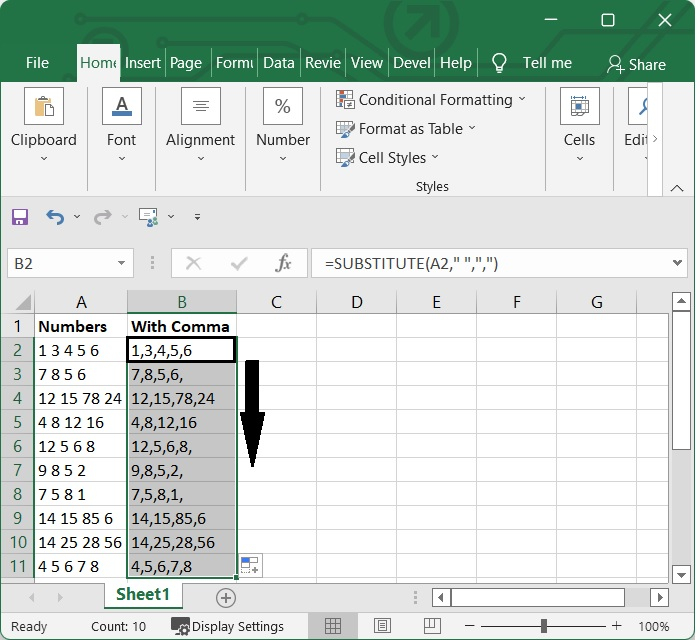 File Home Insert Page Formu Data Revie View Devel Help Tell me Share
Clipboard Font Alignment Number Conditional Formatting Format as Table Cell Styles Cells Edit
Styles
B2 fx =SUBSTITUTE(A2," ",",")
A B C D E F G
1 Numbers With Comma
2 1 3 4 5 6 1,3,4,5,6
3 7 8 5 6 7,8,5,6,
4 12 15 78 24 12,15,78,24
5 4 8 12 16 4,8,12,16
6 12 5 6 8 12,5,6,8,
7 9 8 5 2 9,8,5,2,
8 7 5 8 1 7,5,8,1,
9 14 15 85 6 14,15,85,6
10 14 25 28 56 14,25,28,56
11 4 5 6 7 8 4,5,6,7,8
Sheet1
Ready Count: 10 Display Settings 100%